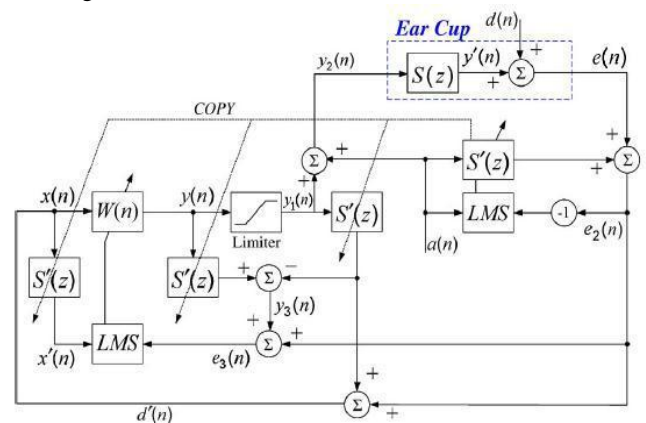 Ear Cup
d(n)
y₂(n)
S(z)
y′(n)
+
+
Σ
e(n)
COPY
Σ
+
+
S′(z)
+
+
Σ
x(n)
W(n)
y(n)
Limiter
y₁(n)
S′(z)
LMS
-1
e₂(n)
a(n)
S′(z)
S′(z)
+
Σ
−
y₃(n)
x′(n)
LMS
e₃(n)
+
Σ
+
d′(n)
+
Σ
+